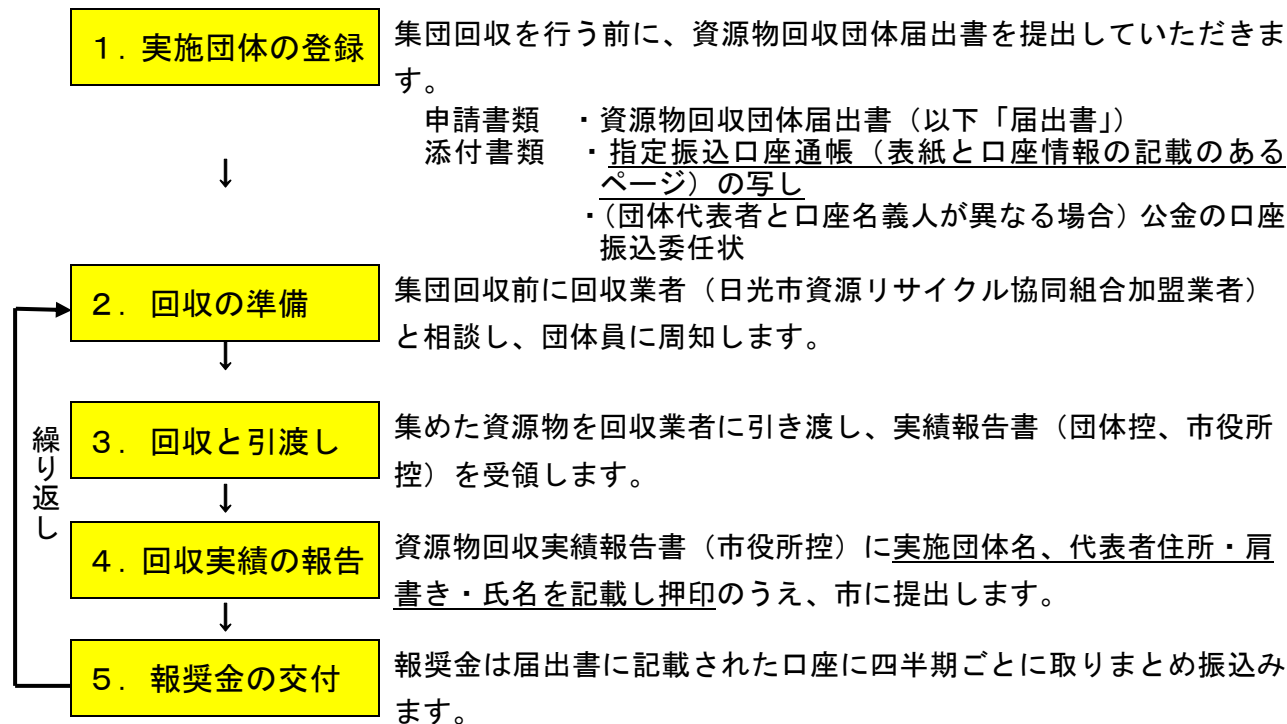 １．実施団体の登録
集団回収を行う前に、資源物回収団体届出書を提出していただきま
す。
申請書類　・資源物回収団体届出書（以下「届出書」）
添付書類　・指定振込口座通帳（表紙と口座情報の記載のある
ページ）の写し
・（団体代表者と口座名義人が異なる場合）公金の口座
振込委任状
↓
２．回収の準備
集団回収前に回収業者（日光市資源リサイクル協同組合加盟業者）
と相談し、団体員に周知します。
↓
３．回収と引渡し
集めた資源物を回収業者に引き渡し、実績報告書（団体控、市役所
控）を受領します。
↓
４．回収実績の報告
資源物回収実績報告書（市役所控）に実施団体名、代表者住所・肩
書き・氏名を記載し押印のうえ、市に提出します。
↓
５．報奨金の交付
報奨金は届出書に記載された口座に四半期ごとに取りまとめ振込み
ます。
繰り返し